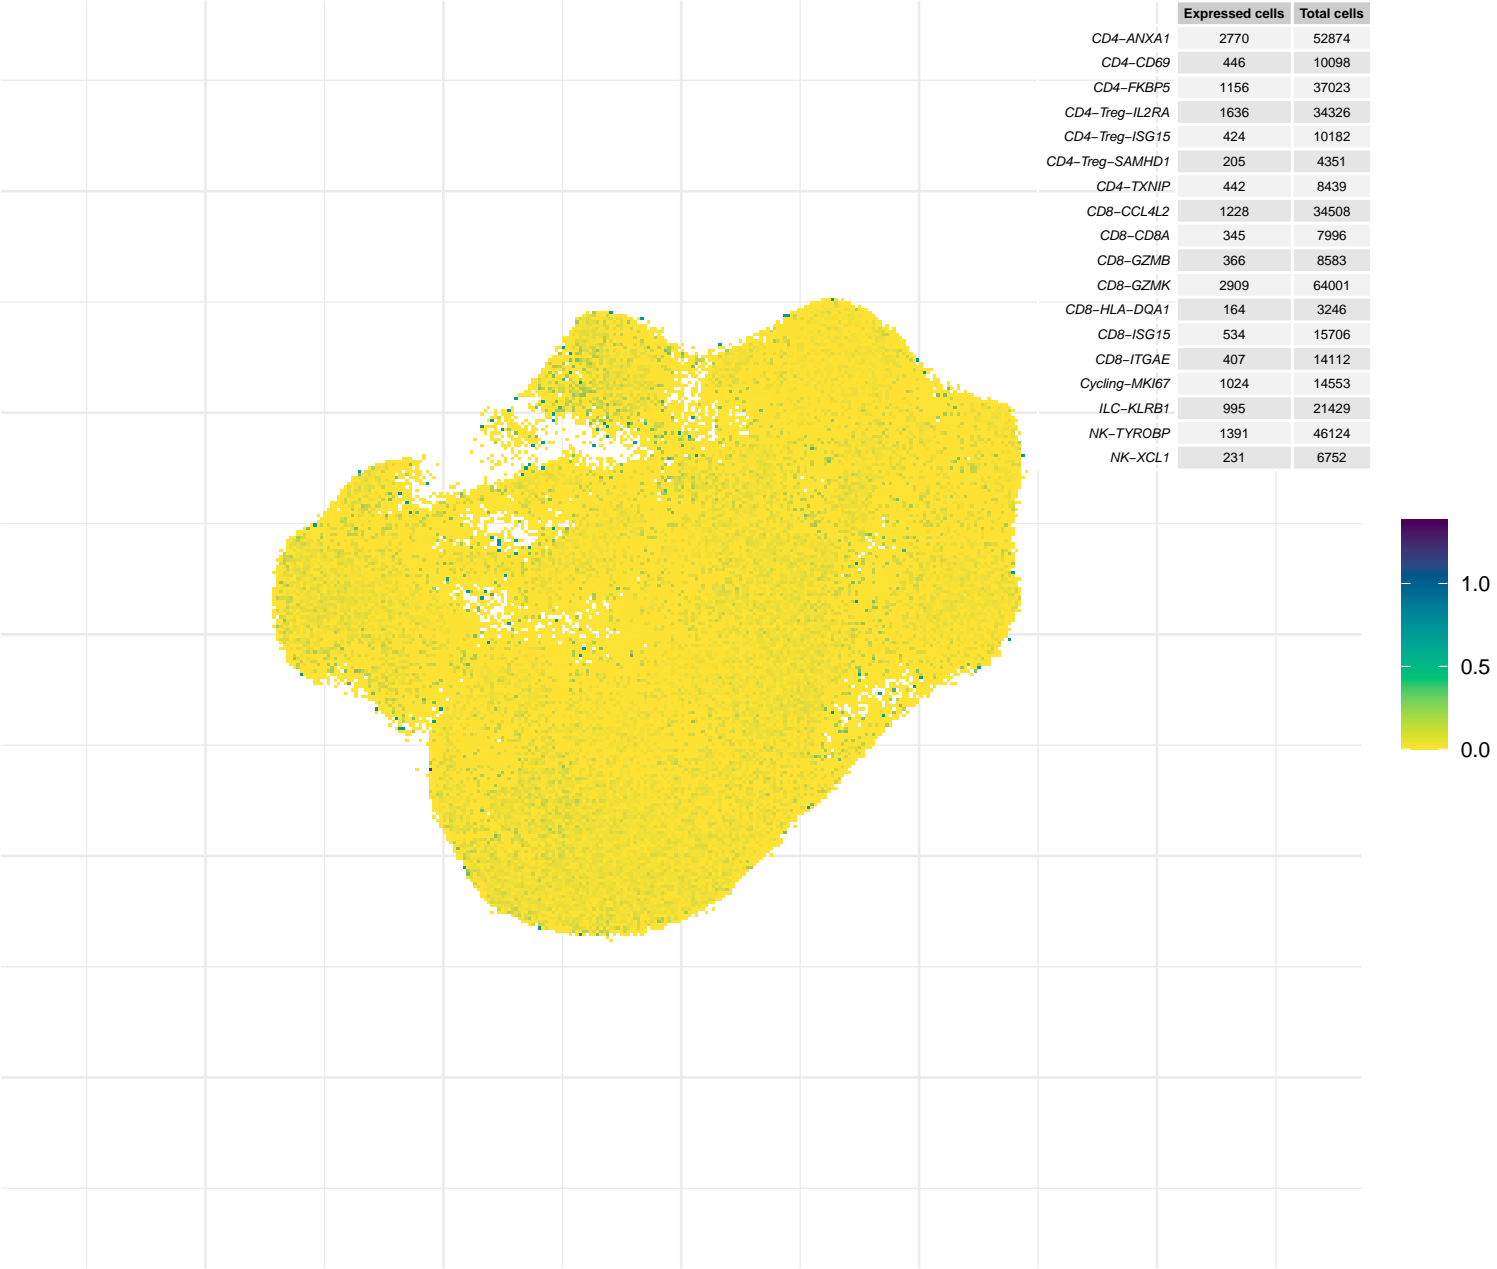 Expressed cells Total cells
CD4−ANXA1 2770 52874
CD4−CD69 446 10098
CD4−FKBP5 1156 37023
CD4−Treg−IL2RA 1636 34326
CD4−Treg−ISG15 424 10182
CD4−Treg−SAMHD1 205 4351
CD4−TXNIP 442 8439
CD8−CCL4L2 1228 34508
CD8−CD8A 345 7996
CD8−GZMB 366 8583
CD8−GZMK 2909 64001
CD8−HLA−DQA1 164 3246
CD8−ISG15 534 15706
CD8−ITGAE 407 14112
Cycling−MKI67 1024 14553
ILC−KLRB1 995 21429
NK−TYROBP 1391 46124
NK−XCL1 231 6752
1.0
0.5
0.0